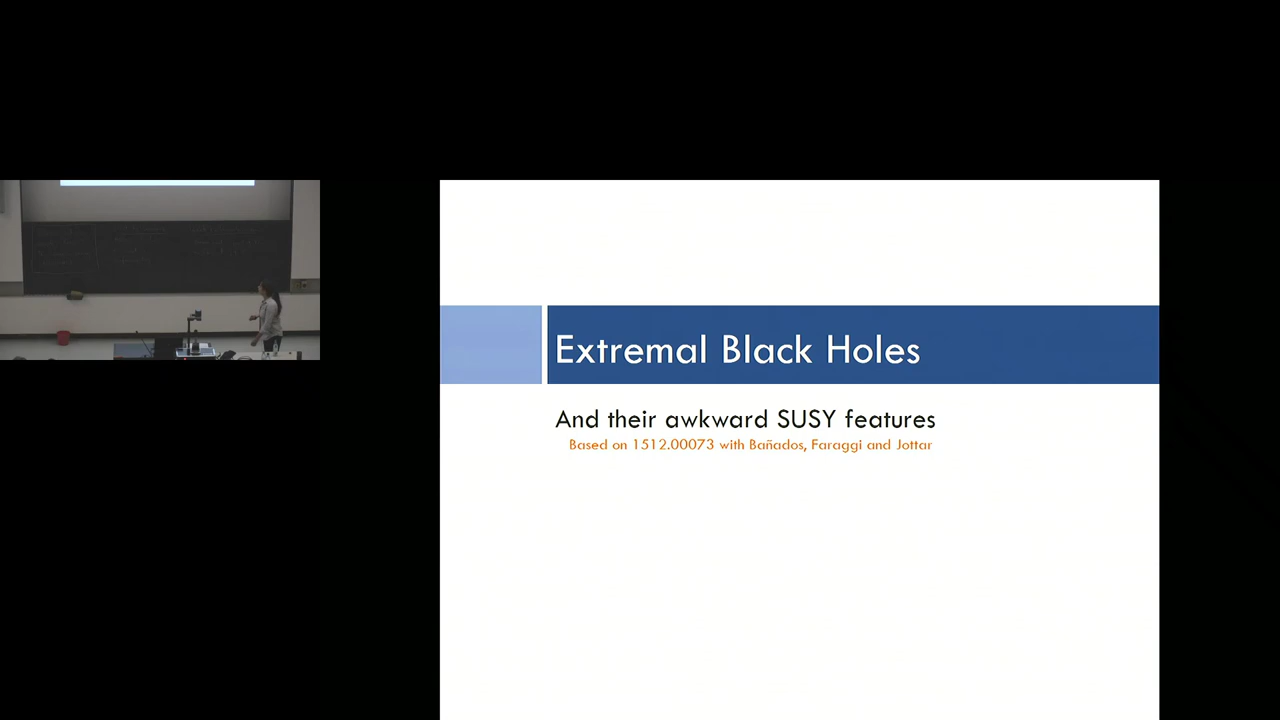 Extremal Black Holes
And their awkward SUSY features
Based on 1512.00073 with Bañados, Faraggi and Jottar